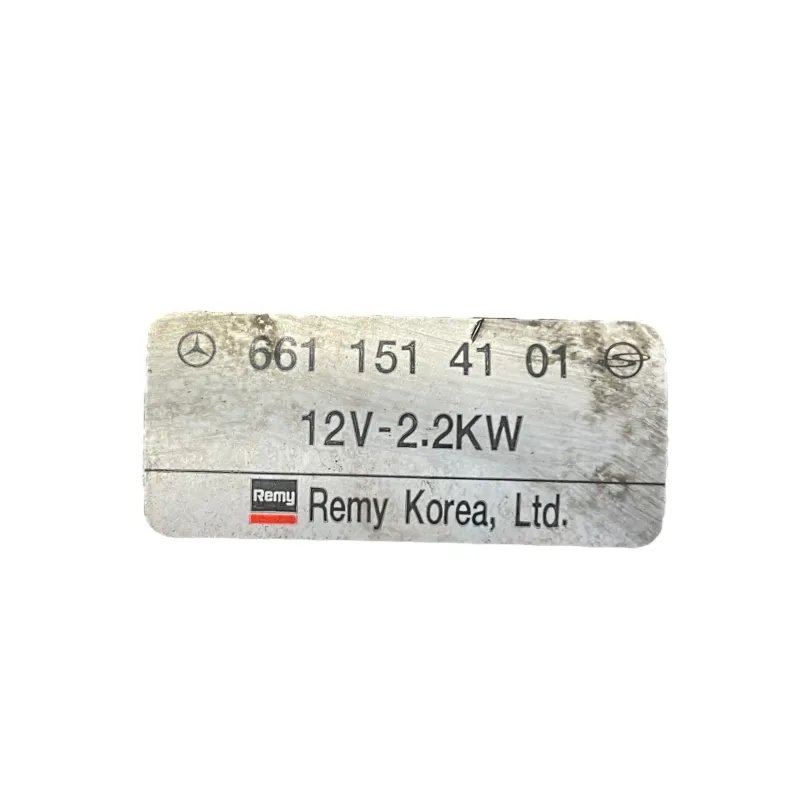 661 151 41 01
12V-2.2KW
Remy Remy Korea, Ltd.